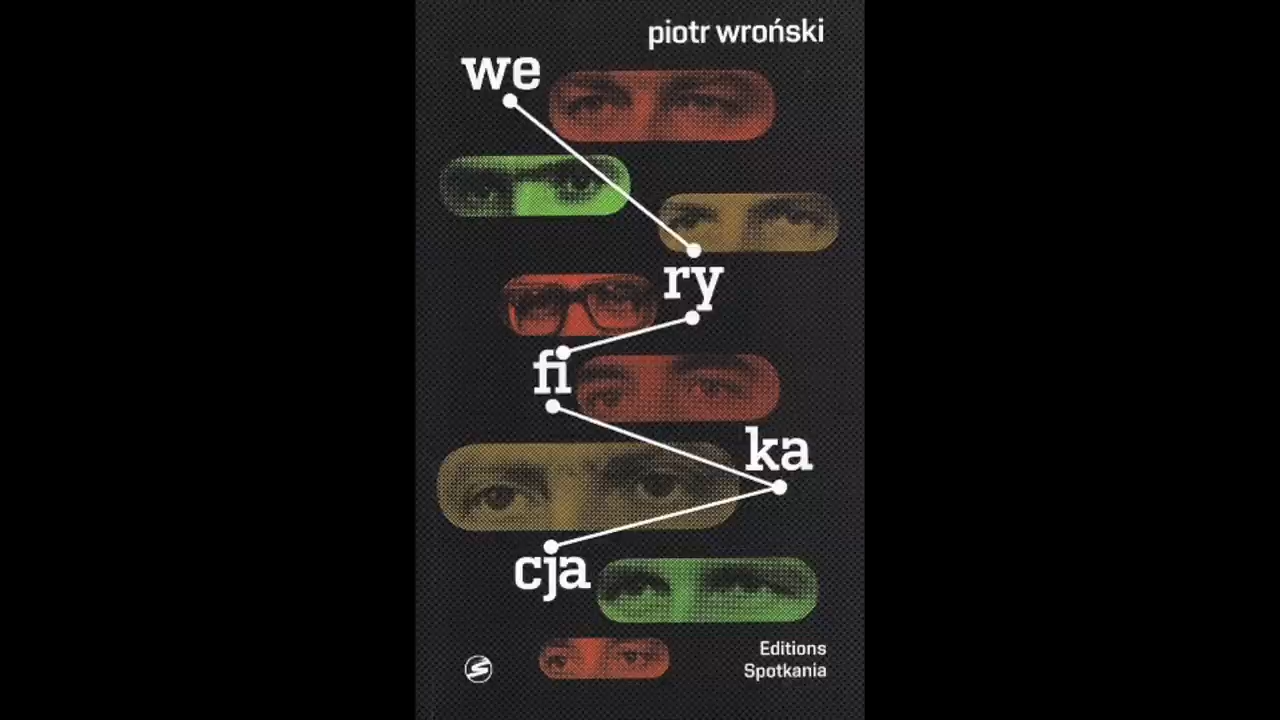 piotr wroński
we
ry
fi
ka
cja
Editions
Spotkania